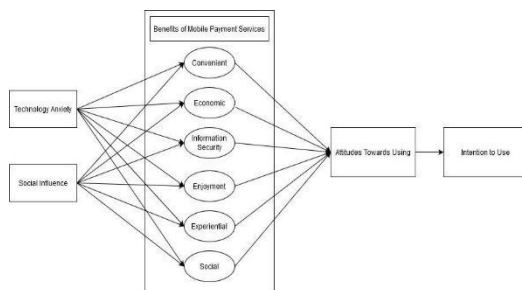 Benefits of Mobile Payment Services
Convenient
Technology Anxiety
Economic
Information
Security
Attitudes Towards Using
Intention to Use
Social Influence
Enjoyment
Experiential
Social